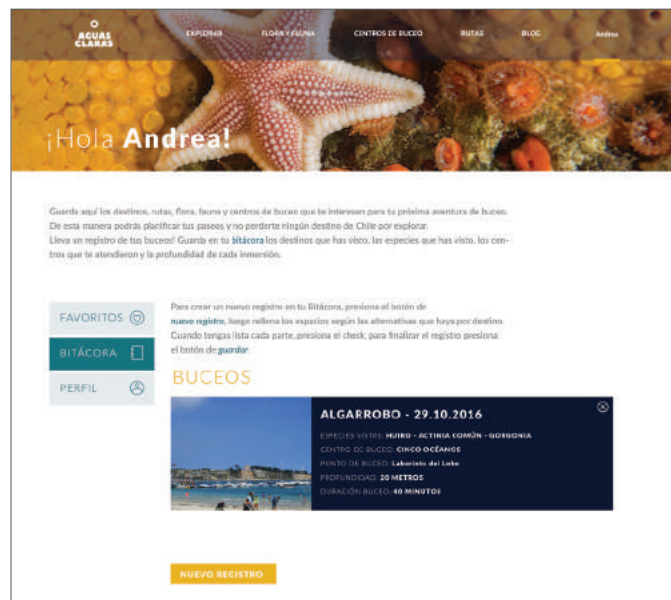 AGUAS
CLARAS
EXPLORAR
FLORA Y FAUNA
CENTROS DE BUCEO
RUTAS
BLOG
Andrea
¡Hola Andrea!
Guarda aquí los destinos, rutas, flora, fauna y centros de buceo que te interesen para tu próxima aventura de buceo.
De esta manera podrás planificar tus paseos y no perderte ningún destino de Chile por explorar.
Lleva un registro de tus buceos! Guarda en tu bitácora los destinos que has visto, las especies que has visto, los cen-
tros que te atendieron y la profundidad de cada inmersión.
FAVORITOS
BITÁCORA
PERFIL
Para crear un nuevo registro en tu Bitácora, presiona el botón de
nuevo registro, luego rellena los espacios según las alternativas que haya por destino.
Cuando tengas lista cada parte, presiona el check, para finalizar el registro presiona
el botón de guardar
BUCEOS
ALGARROBO - 29.10.2016
ESPECIES VISTAS: HUIRO - ACTINIA COMÚN - GORGONIA
CENTRO DE BUCEO: CINCO OCÉANOS
PUNTO DE BUCEO: Laberinto del Lobo
PROFUNDIDAD: 20 METROS
DURACIÓN BUCEO: 40 MINUTOS
NUEVO REGISTRO